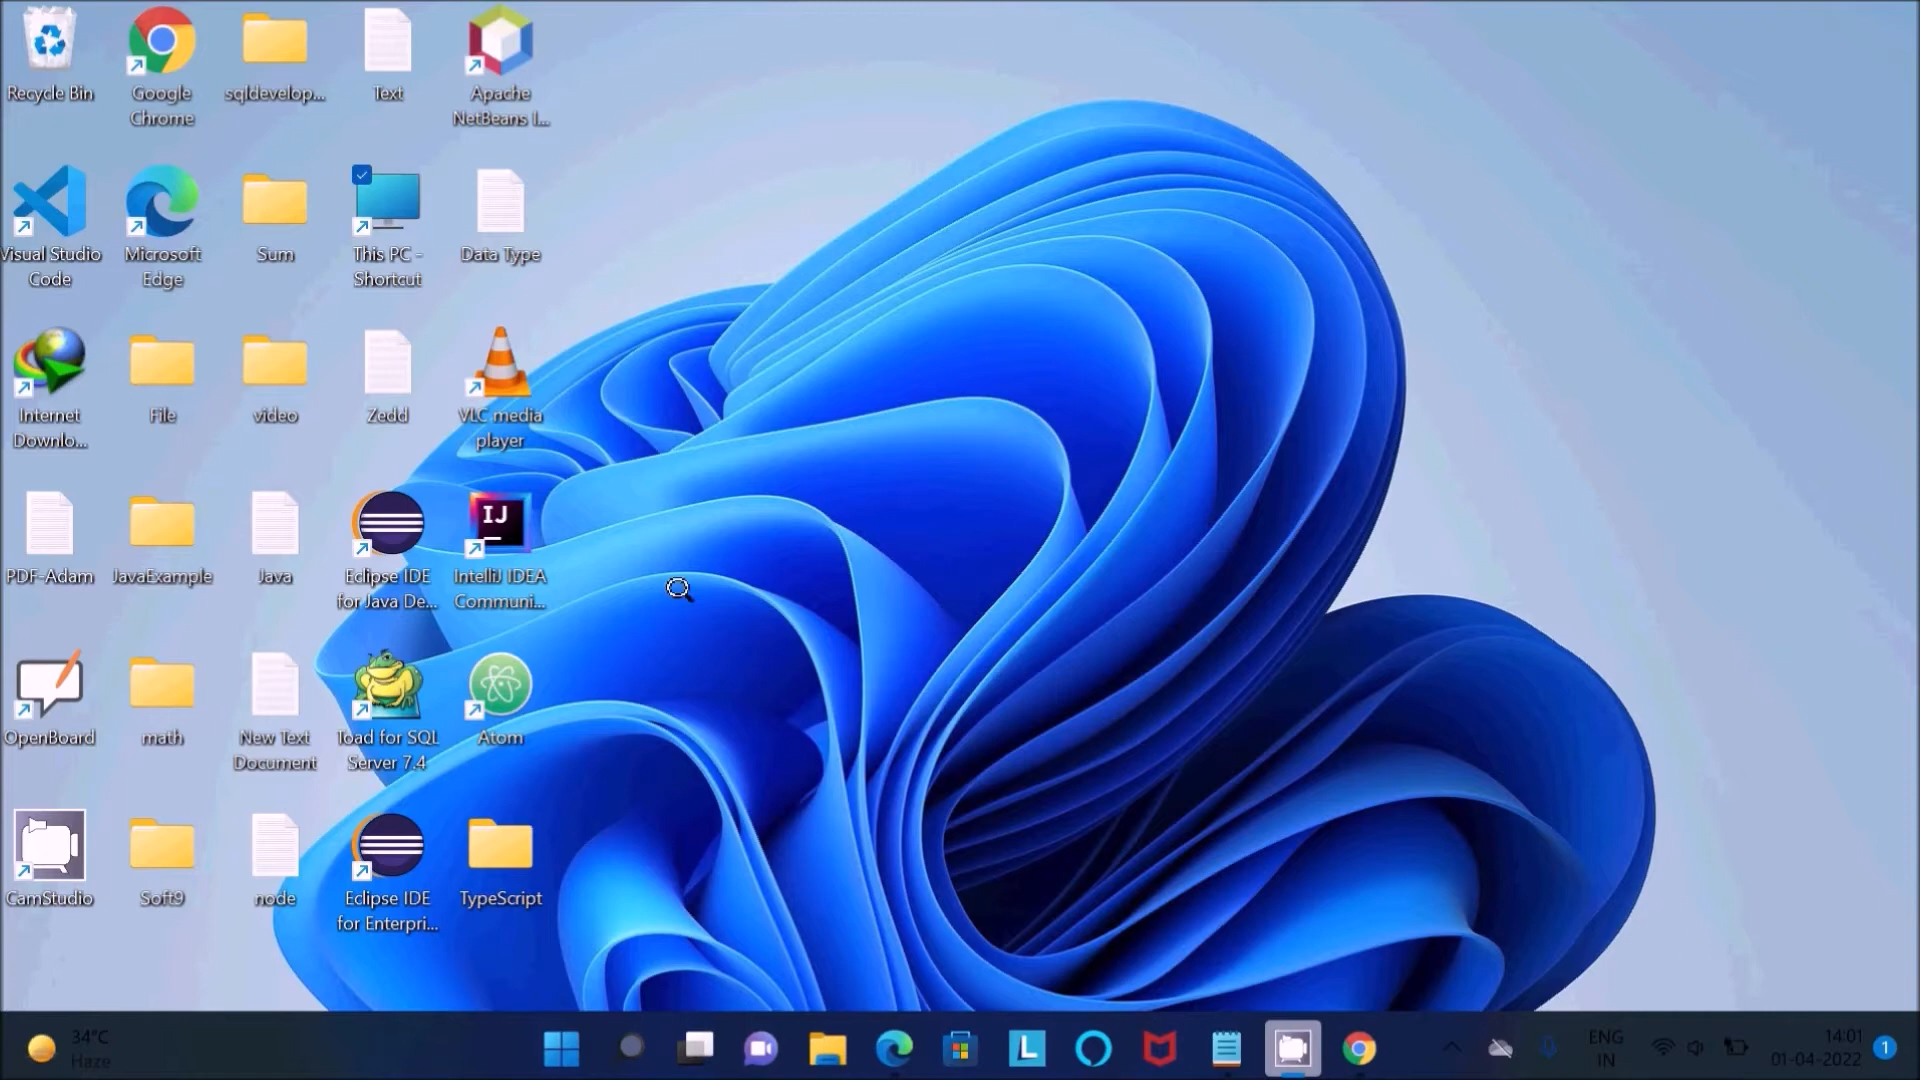 Recycle Bin
Google
Chrome
sqldevelop...
Text
Apache
NetBeans I...
Visual Studio
Code
Microsoft
Edge
Sum
This PC -
Shortcut
Data Type
Internet
Downlo...
File
video
Zedd
VLC media
player
PDF-Adam
JavaExample
Java
Eclipse IDE
for Java De...
IJ
IntelliJ IDEA
Communi...
OpenBoard
math
New Text
Document
Toad for SQL
Server 7.4
Atom
CamStudio
Soft9
node
Eclipse IDE
for Enterpri...
TypeScript
34°C
Haze
L
ENG
IN
14:01
01-04-2022
1